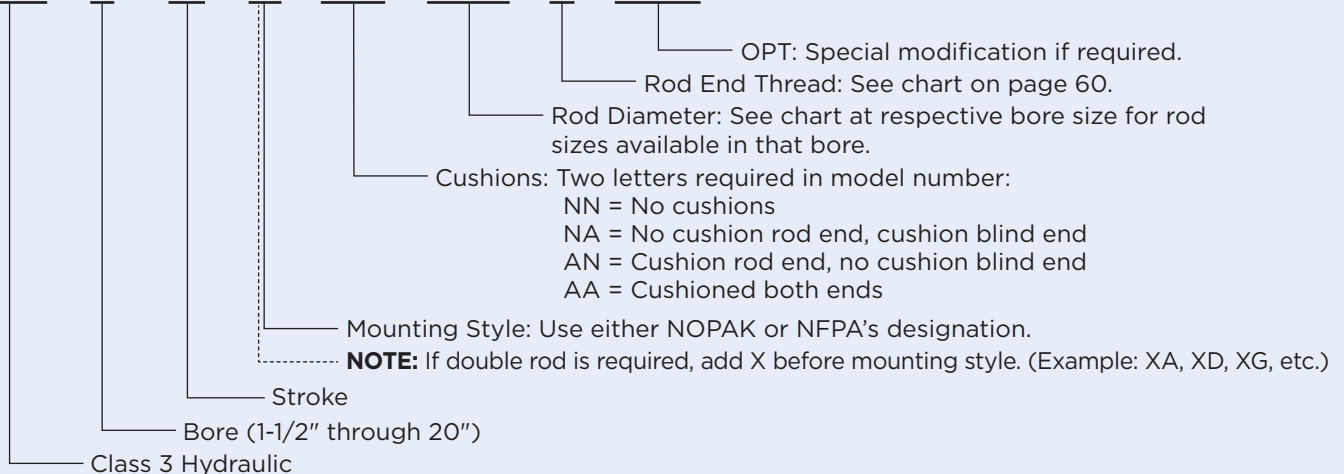 OPT: Special modification if required.
Rod End Thread: See chart on page 60.
Rod Diameter: See chart at respective bore size for rod
sizes available in that bore.
Cushions: Two letters required in model number:
NN = No cushions
NA = No cushion rod end, cushion blind end
AN = Cushion rod end, no cushion blind end
AA = Cushioned both ends
Mounting Style: Use either NOPAK or NFPA's designation.
NOTE: If double rod is required, add X before mounting style. (Example: XA, XD, XG, etc.)
Stroke
Bore (1-1/2" through 20")
Class 3 Hydraulic